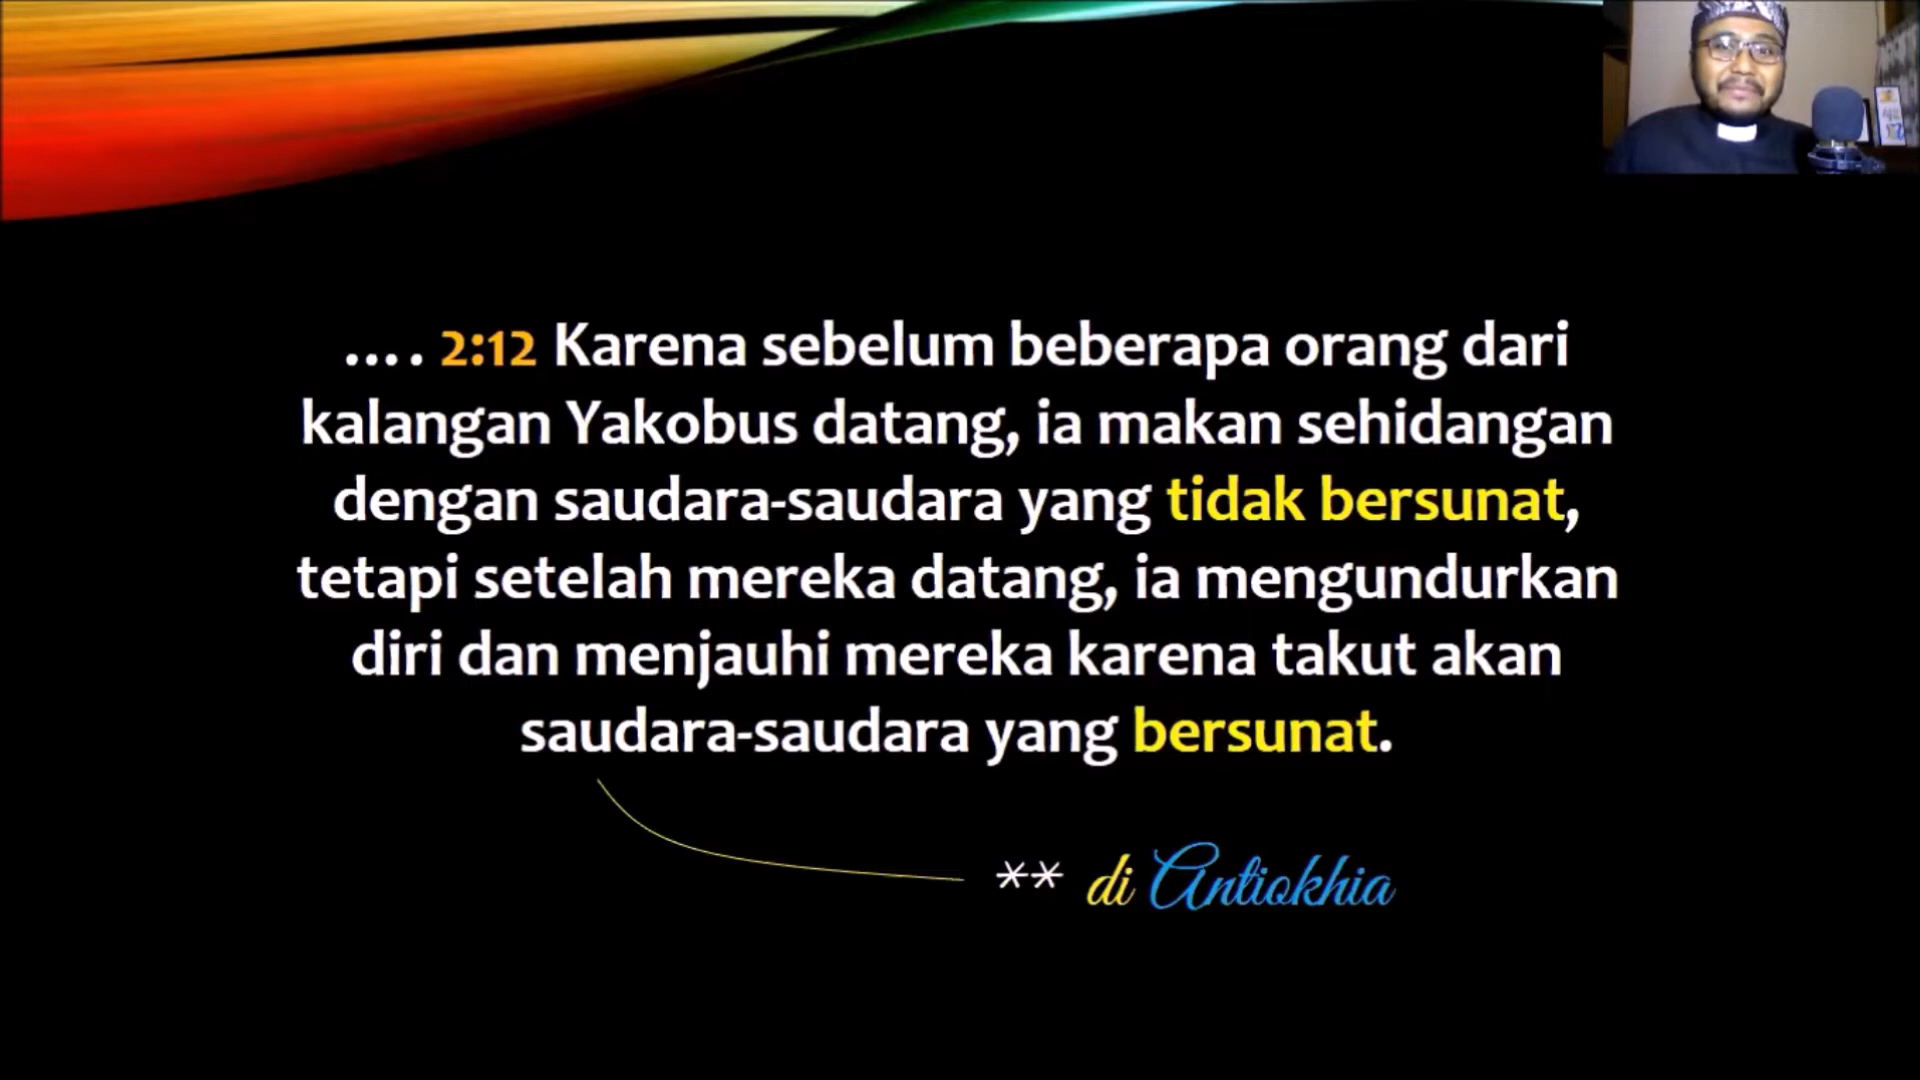 .... 2:12 Karena sebelum beberapa orang dari
kalangan Yakobus datang, ia makan sehidangan
dengan saudara-saudara yang tidak bersunat,
tetapi setelah mereka datang, ia mengundurkan
diri dan menjauhi mereka karena takut akan
saudara-saudara yang bersunat.
** di Antiokhia